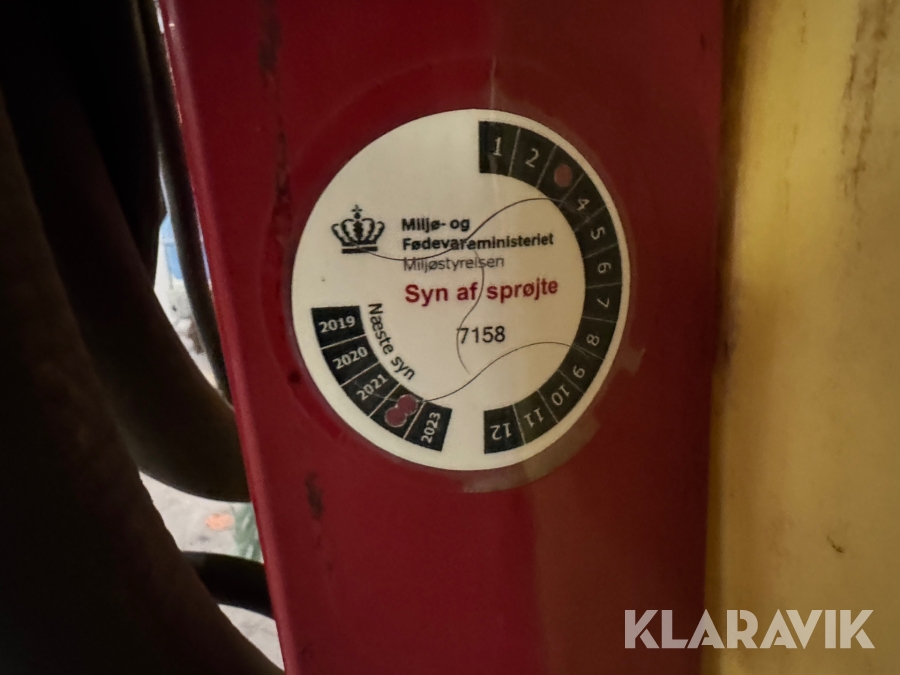 Miljø- og
Fødevareministeriet
Miljøstyrelsen
Syn af sprøjte
7158
Næste syn
2019
2020
2021
2023
1
2
4
5
6
7
8
9
10
11
12
KLARAVIK